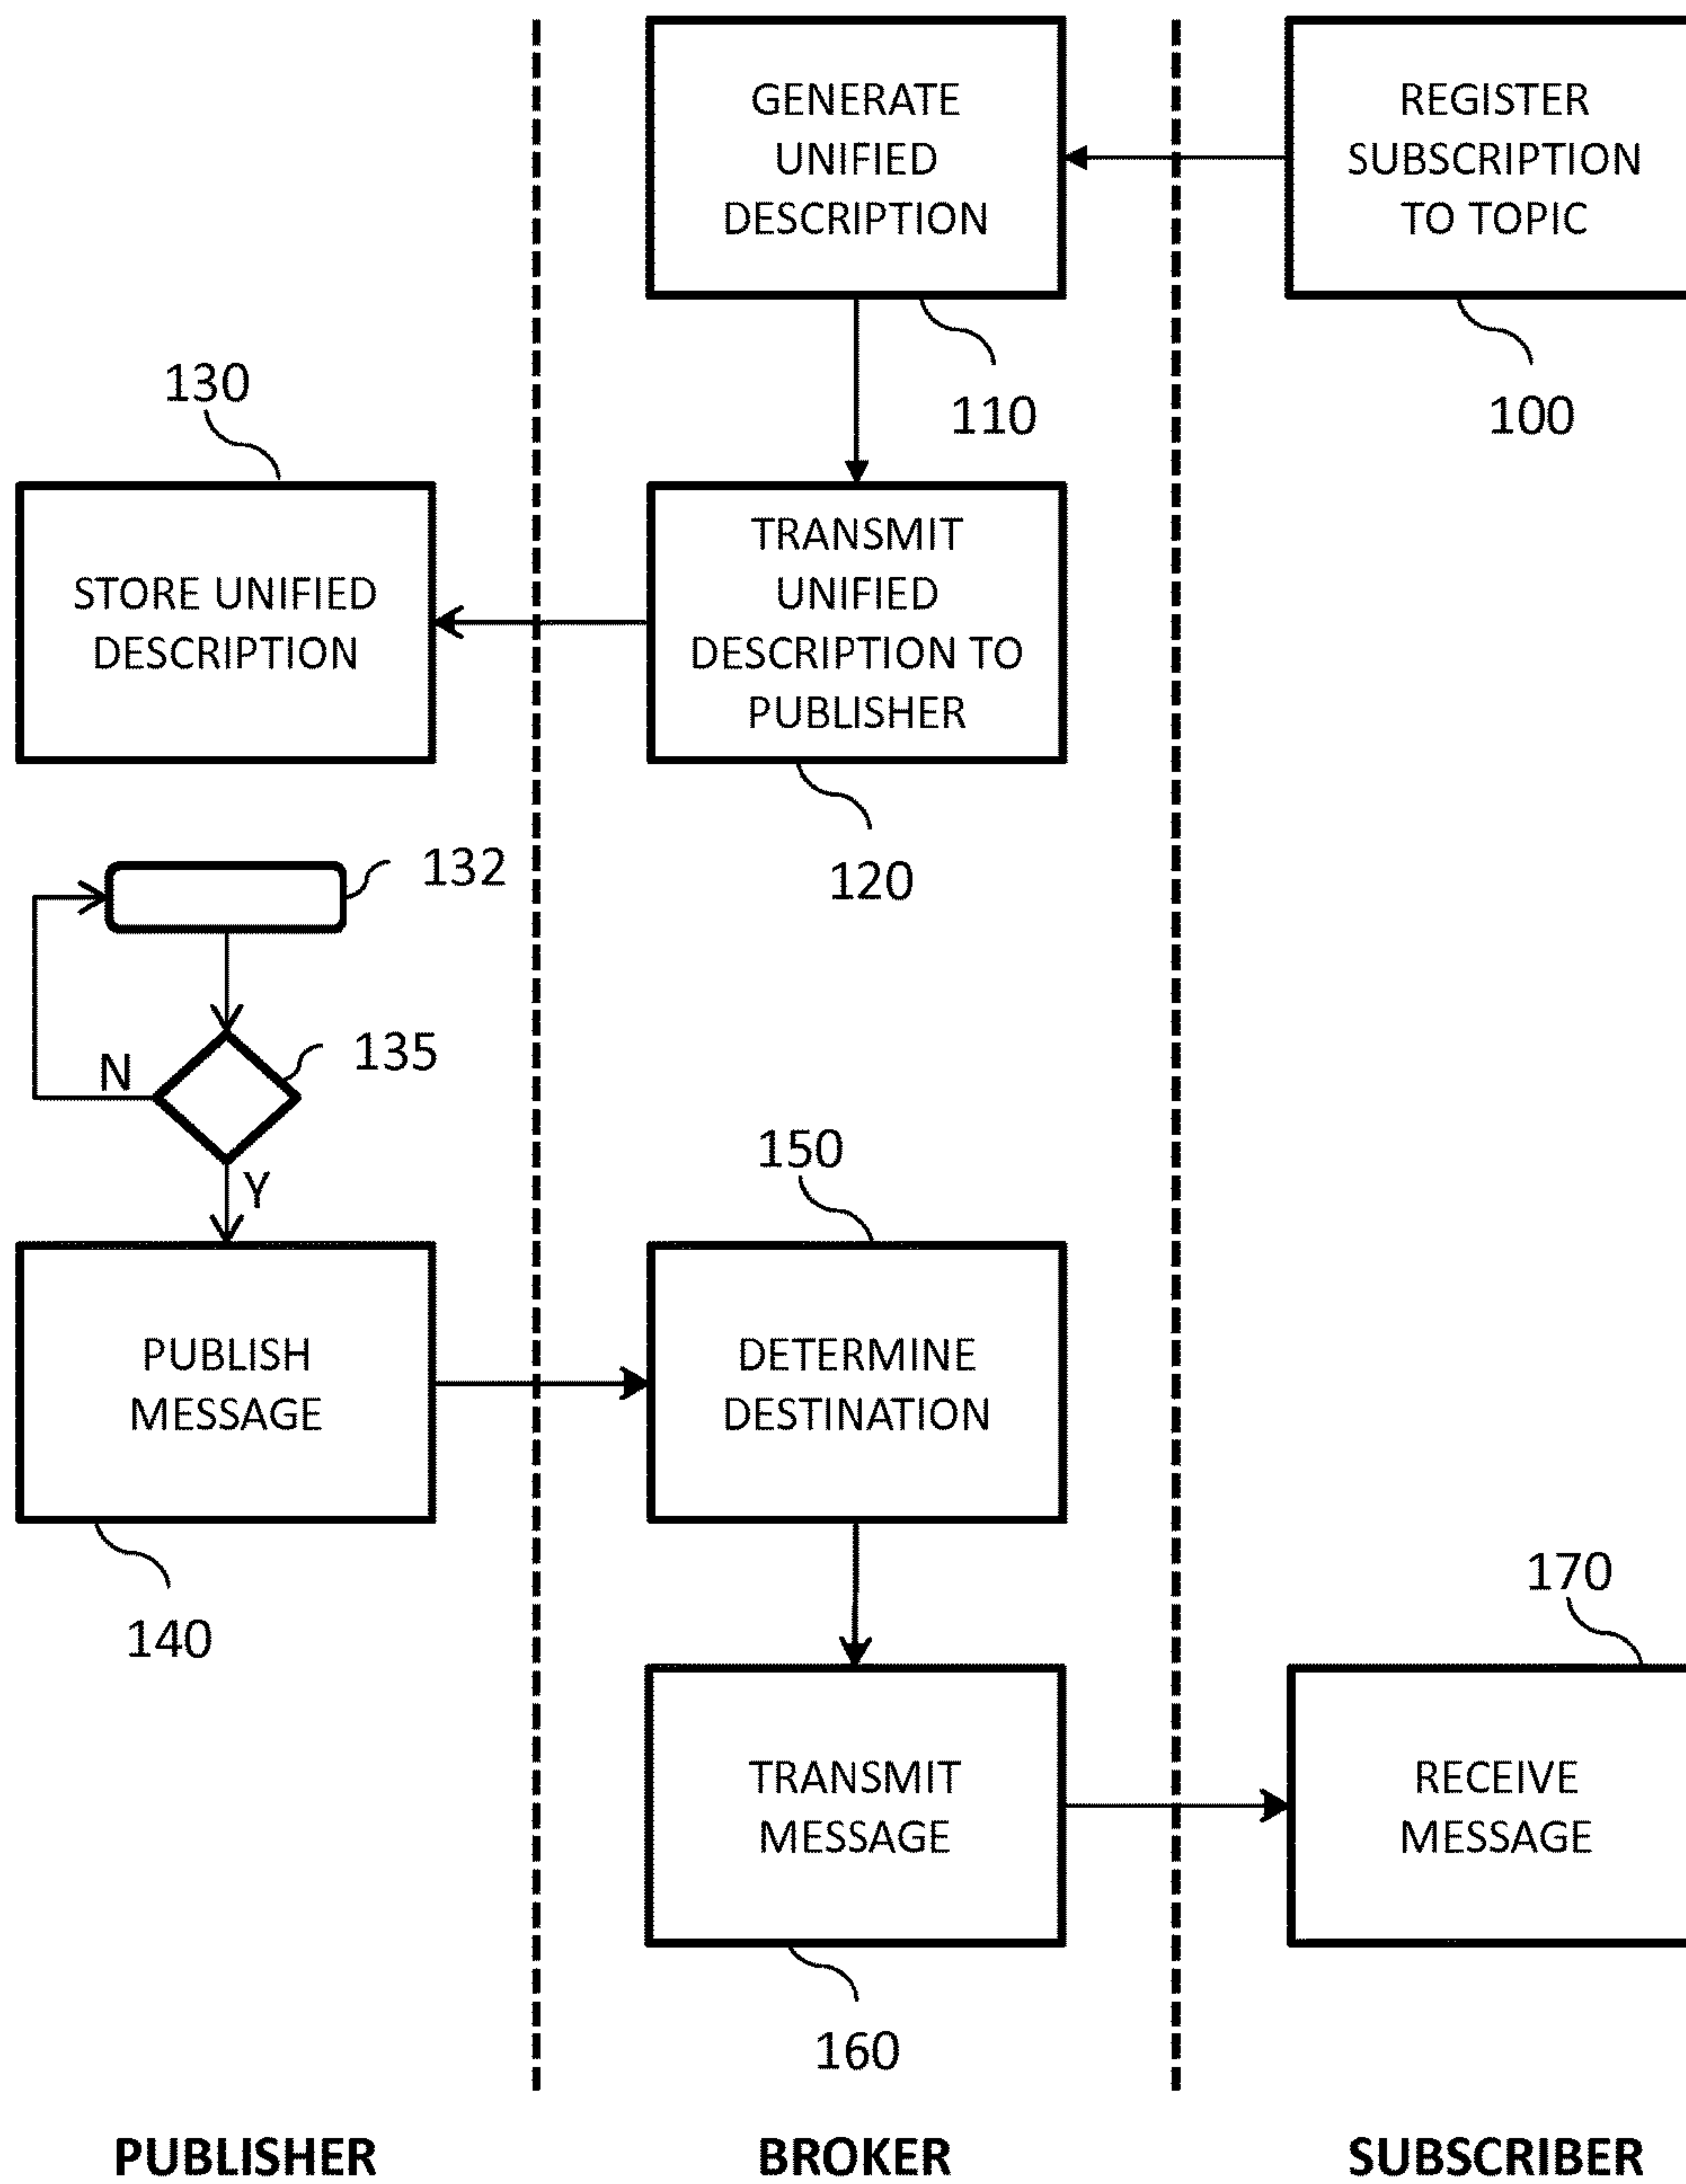 GENERATE
UNIFIED
DESCRIPTION
REGISTER
SUBSCRIPTION
TO TOPIC
110
100
130
STORE UNIFIED
DESCRIPTION
TRANSMIT
UNIFIED
DESCRIPTION TO
PUBLISHER
120
132
135
N
Y
150
PUBLISH
MESSAGE
DETERMINE
DESTINATION
140
170
TRANSMIT
MESSAGE
RECEIVE
MESSAGE
160
PUBLISHER
BROKER
SUBSCRIBER